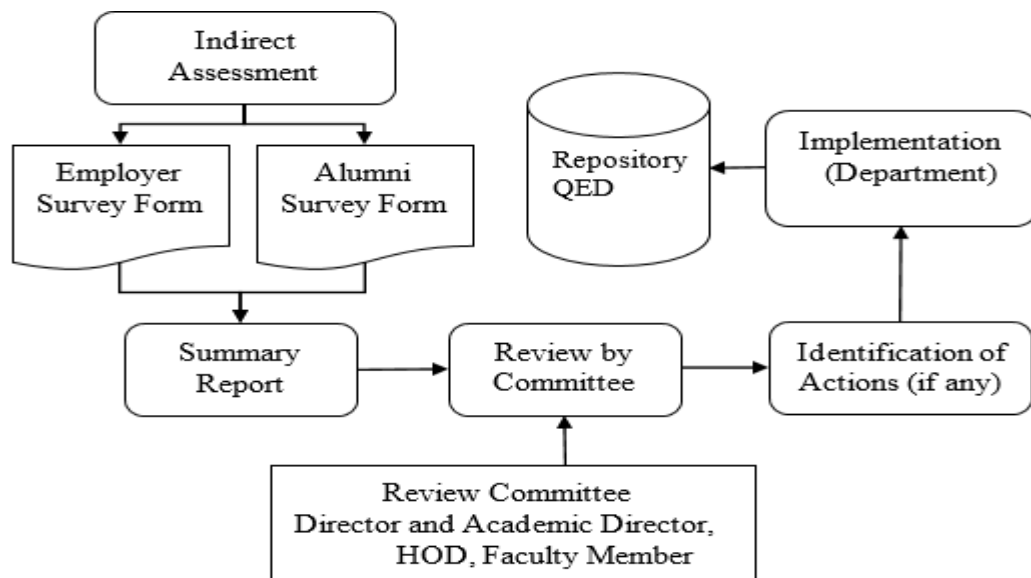 Indirect
Assessment
Employer
Survey Form
Alumni
Survey Form
Repository
QED
Implementation
(Department)
Summary
Report
Review by
Committee
Identification of
Actions (if any)
Review Committee
Director and Academic Director,
HOD, Faculty Member